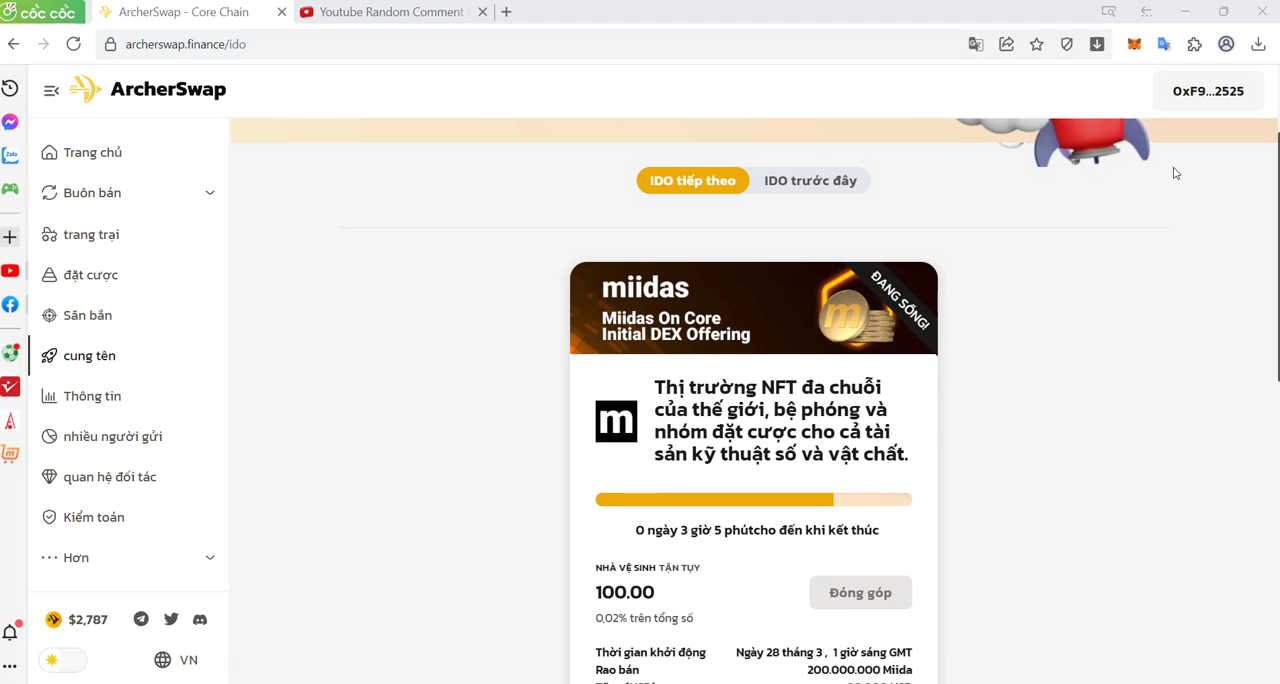 cốc cốc
ArcherSwap - Core Chain
Youtube Random Comment
archerswap.finance/ido
ArcherSwap
0xF9...2525
Zalo
Trang chủ
Buôn bán
trang trại
đặt cược
Săn bắn
cung tên
Thông tin
nhiều người gửi
quan hệ đối tác
Kiểm toán
Hơn
$2,787
VN
IDO tiếp theo
IDO trước đây
miidas
Miidas On Core
Initial DEX Offering
ĐANG SỐNG!
m
m
Thị trường NFT đa chuỗi
của thế giới, bệ phóng và
nhóm đặt cược cho cả tài
sản kỹ thuật số và vật chất.
0 ngày 3 giờ 5 phútcho đến khi kết thúc
NHÀ VỆ SINH TẬN TỤY
100.00
Đóng góp
0,02% trên tổng số
Thời gian khởi động
Ngày 28 tháng 3 , 1 giờ sáng GMT
Rao bán
200.000.000 Miida